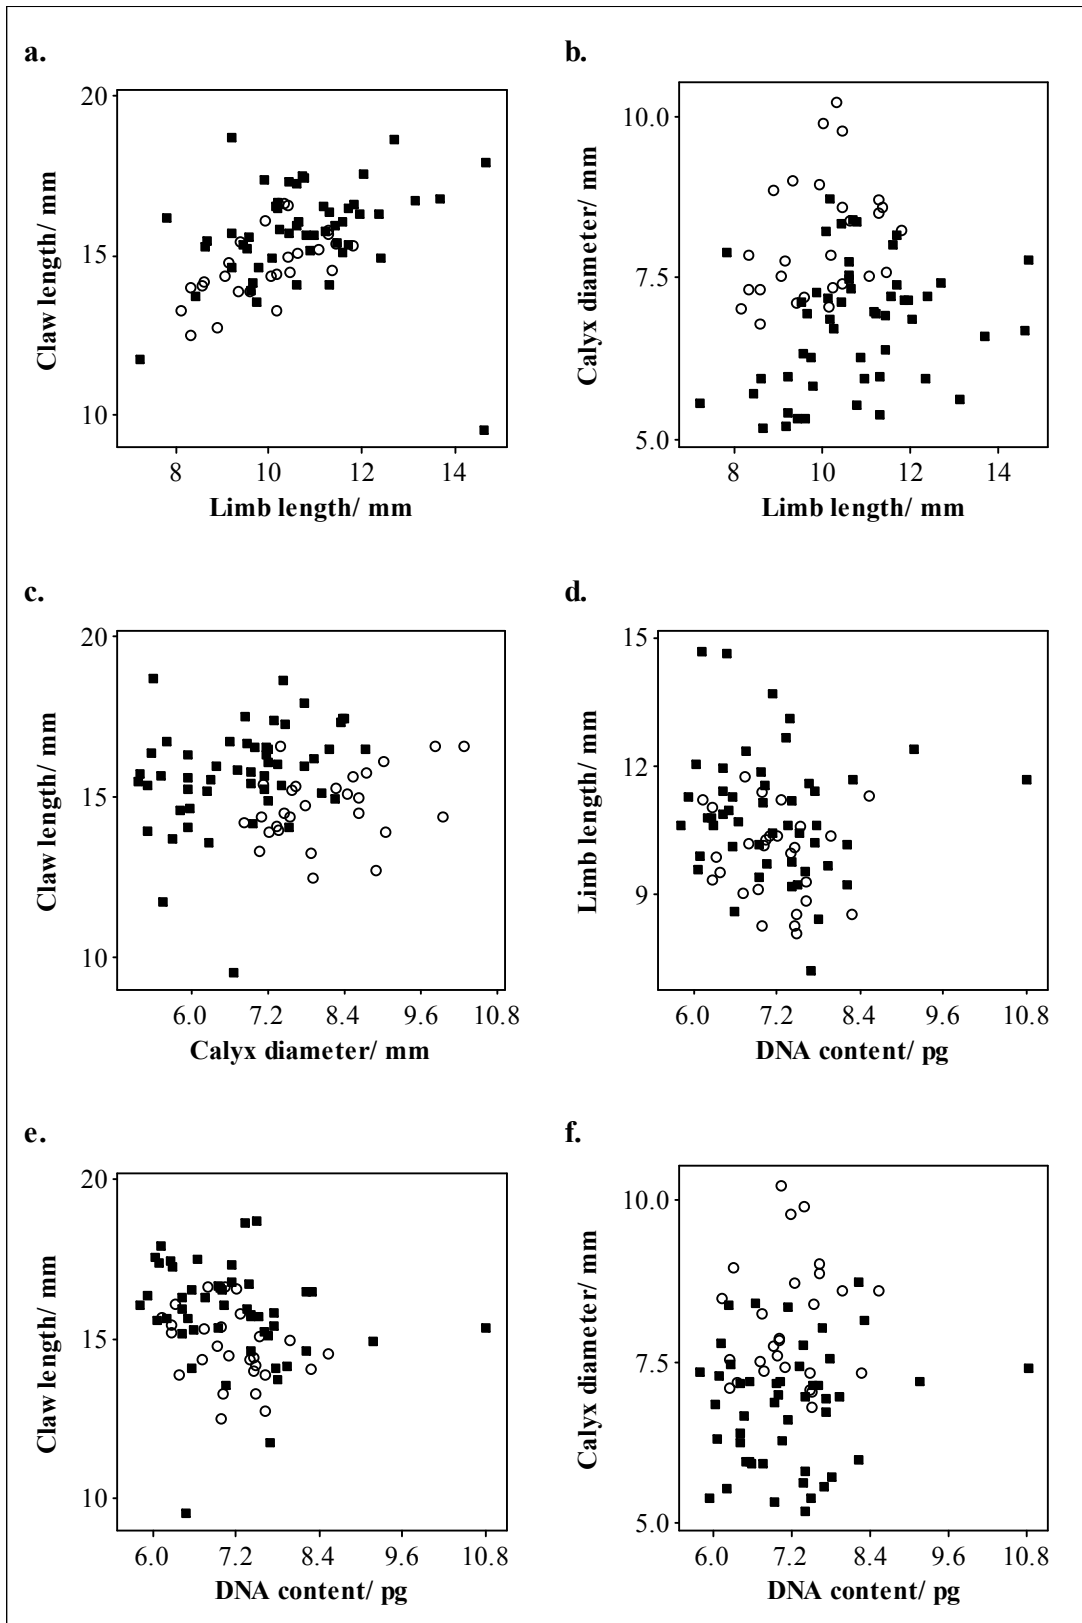 a.
20
15
10
Claw length/ mm
8 10 12 14
Limb length/ mm
b.
10.0
7.5
5.0
Calyx diameter/ mm
8 10 12 14
Limb length/ mm
c.
20
15
10
Claw length/ mm
6.0 7.2 8.4 9.6 10.8
Calyx diameter/ mm
d.
15
12
9
Limb length/ mm
6.0 7.2 8.4 9.6 10.8
DNA content/ pg
e.
20
15
10
Claw length/ mm
6.0 7.2 8.4 9.6 10.8
DNA content/ pg
f.
10.0
7.5
5.0
Calyx diameter/ mm
6.0 7.2 8.4 9.6 10.8
DNA content/ pg